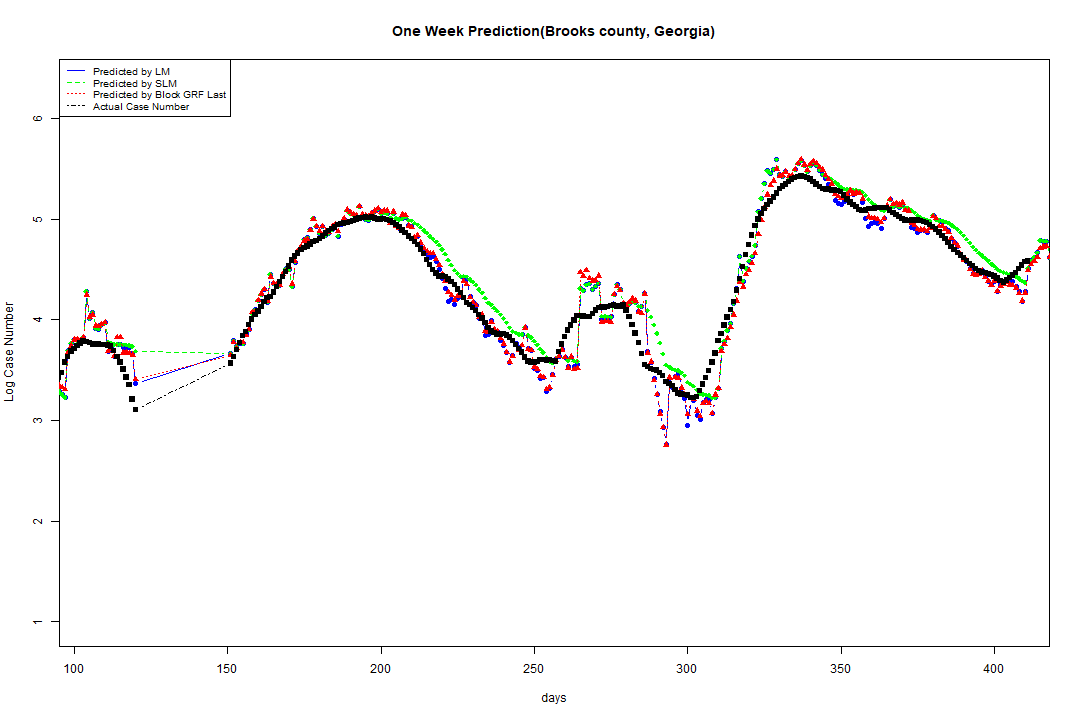 One Week Prediction(Brooks county, Georgia)
Predicted by LM
Predicted by SLM
Predicted by Block GRF Last
Actual Case Number
6
5
4
3
2
1
Log Case Number
100 150 200 250 300 350 400
days